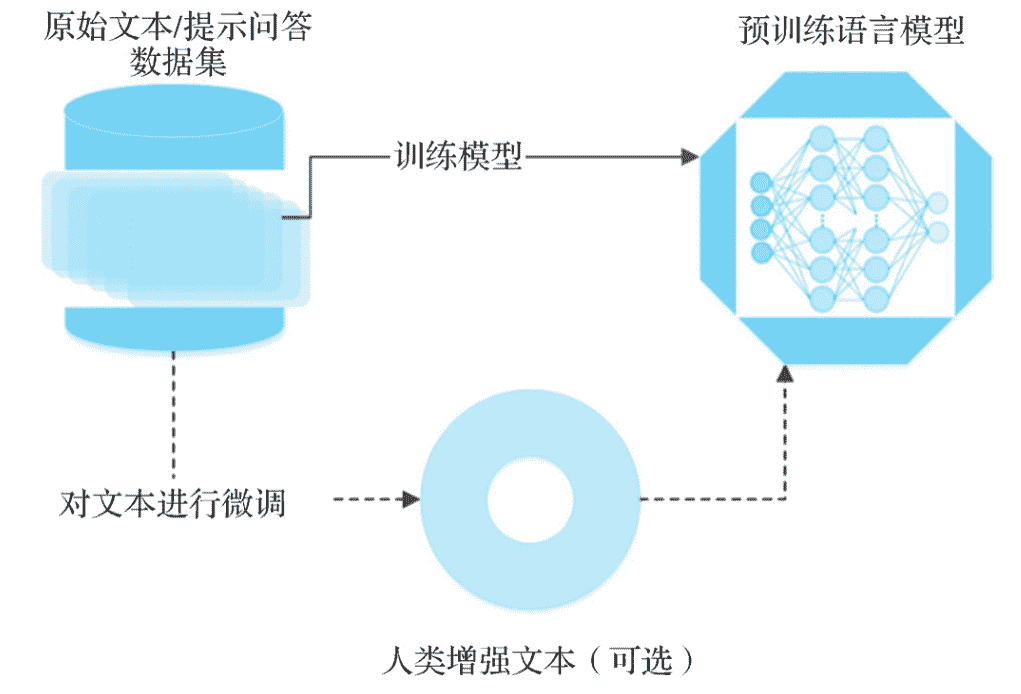 原始文本/提示问答
数据集
预训练语言模型
训练模型
对文本进行微调
人类增强文本（可选）